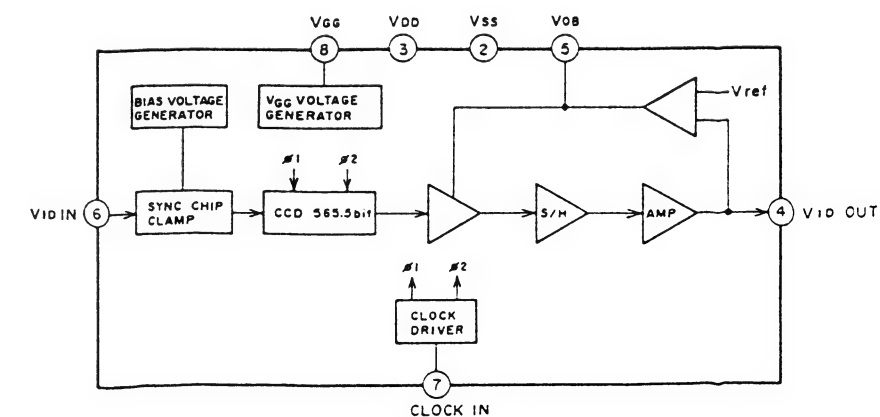 VGG VDD VSS VOB
8 3 2 5
BIAS VOLTAGE
GENERATOR
VGG VOLTAGE
GENERATOR
Vref
ø1 ø2
VID IN 6
SYNC CHIP
CLAMP
CCD 565.5bit
S/H
AMP
4 VID OUT
ø1 ø2
CLOCK
DRIVER
7
CLOCK IN